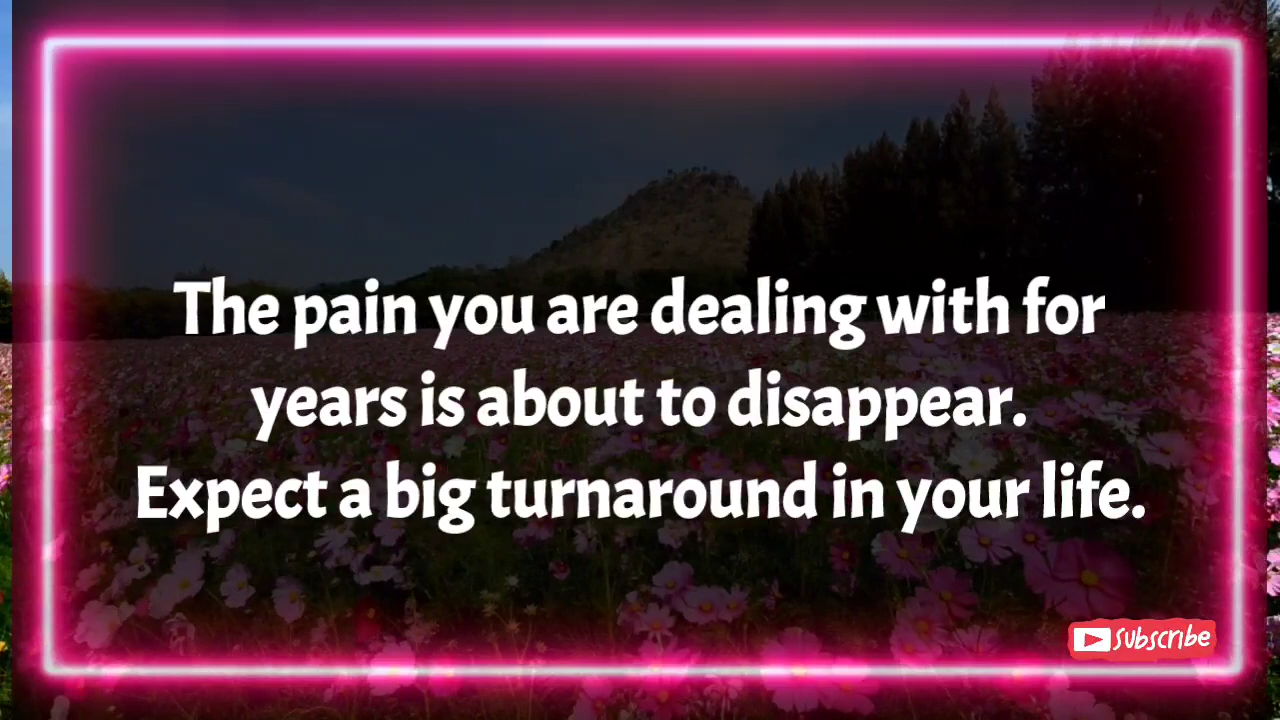 The pain you are dealing with for
years is about to disappear.
Expect a big turnaround in your life.
Subscribe